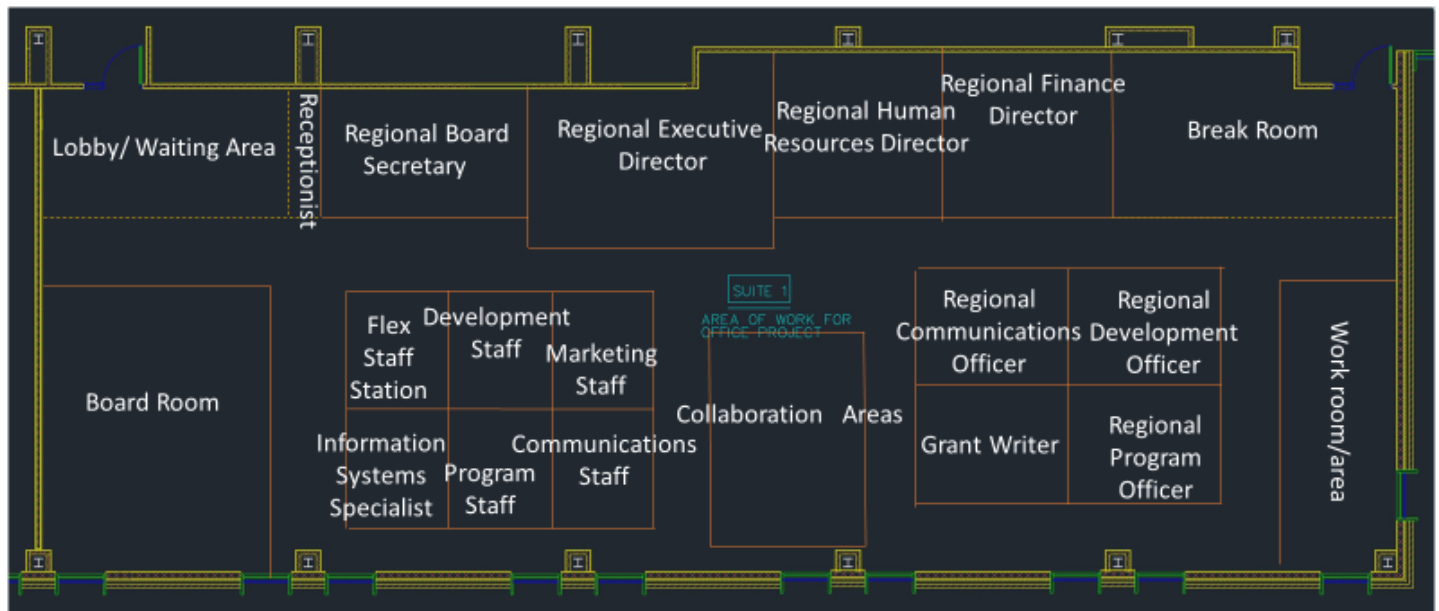 Lobby/ Waiting Area
Receptionist
Regional Board
Secretary
Regional Executive
Director
Regional Human
Resources Director
Regional Finance
Director
Break Room
SUITE 1
AREA OF WORK FOR
OFFICE PROJECT
Board Room
Flex
Staff
Station
Development
Staff
Marketing
Staff
Information
Systems
Specialist
Program
Staff
Communications
Staff
Collaboration Areas
Regional
Communications
Officer
Regional
Development
Officer
Grant Writer
Regional
Program
Officer
Work room/area